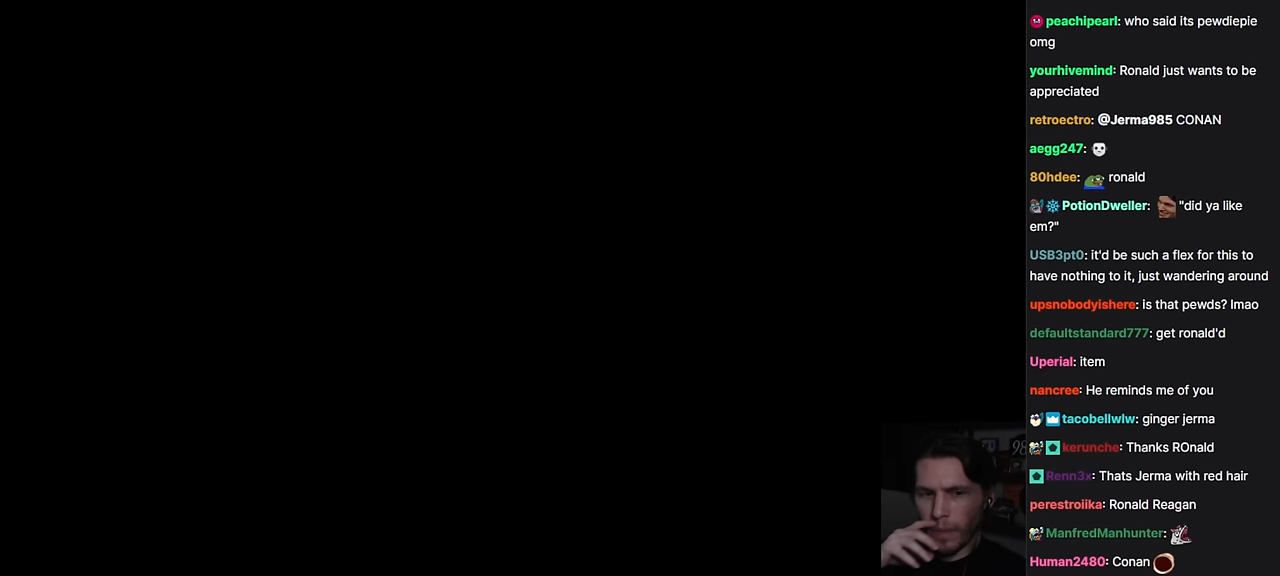 peachipearl: who said its pewdiepie
omg
yourhivemind: Ronald just wants to be
appreciated
retroectro: @Jerma985 CONAN
aegg247:
80hdee: ronald
PotionDweller: "did ya like
em?"
USB3pt0: it'd be such a flex for this to
have nothing to it, just wandering around
upsnobodyishere: is that pewds? lmao
defaultstandard777: get ronald'd
Uperial: item
nancree: He reminds me of you
tacobellwlw: ginger jerma
98
kerunche: Thanks ROnald
Renn3x: Thats Jerma with red hair
perestroiika: Ronald Reagan
ManfredManhunter:
Human2480: Conan